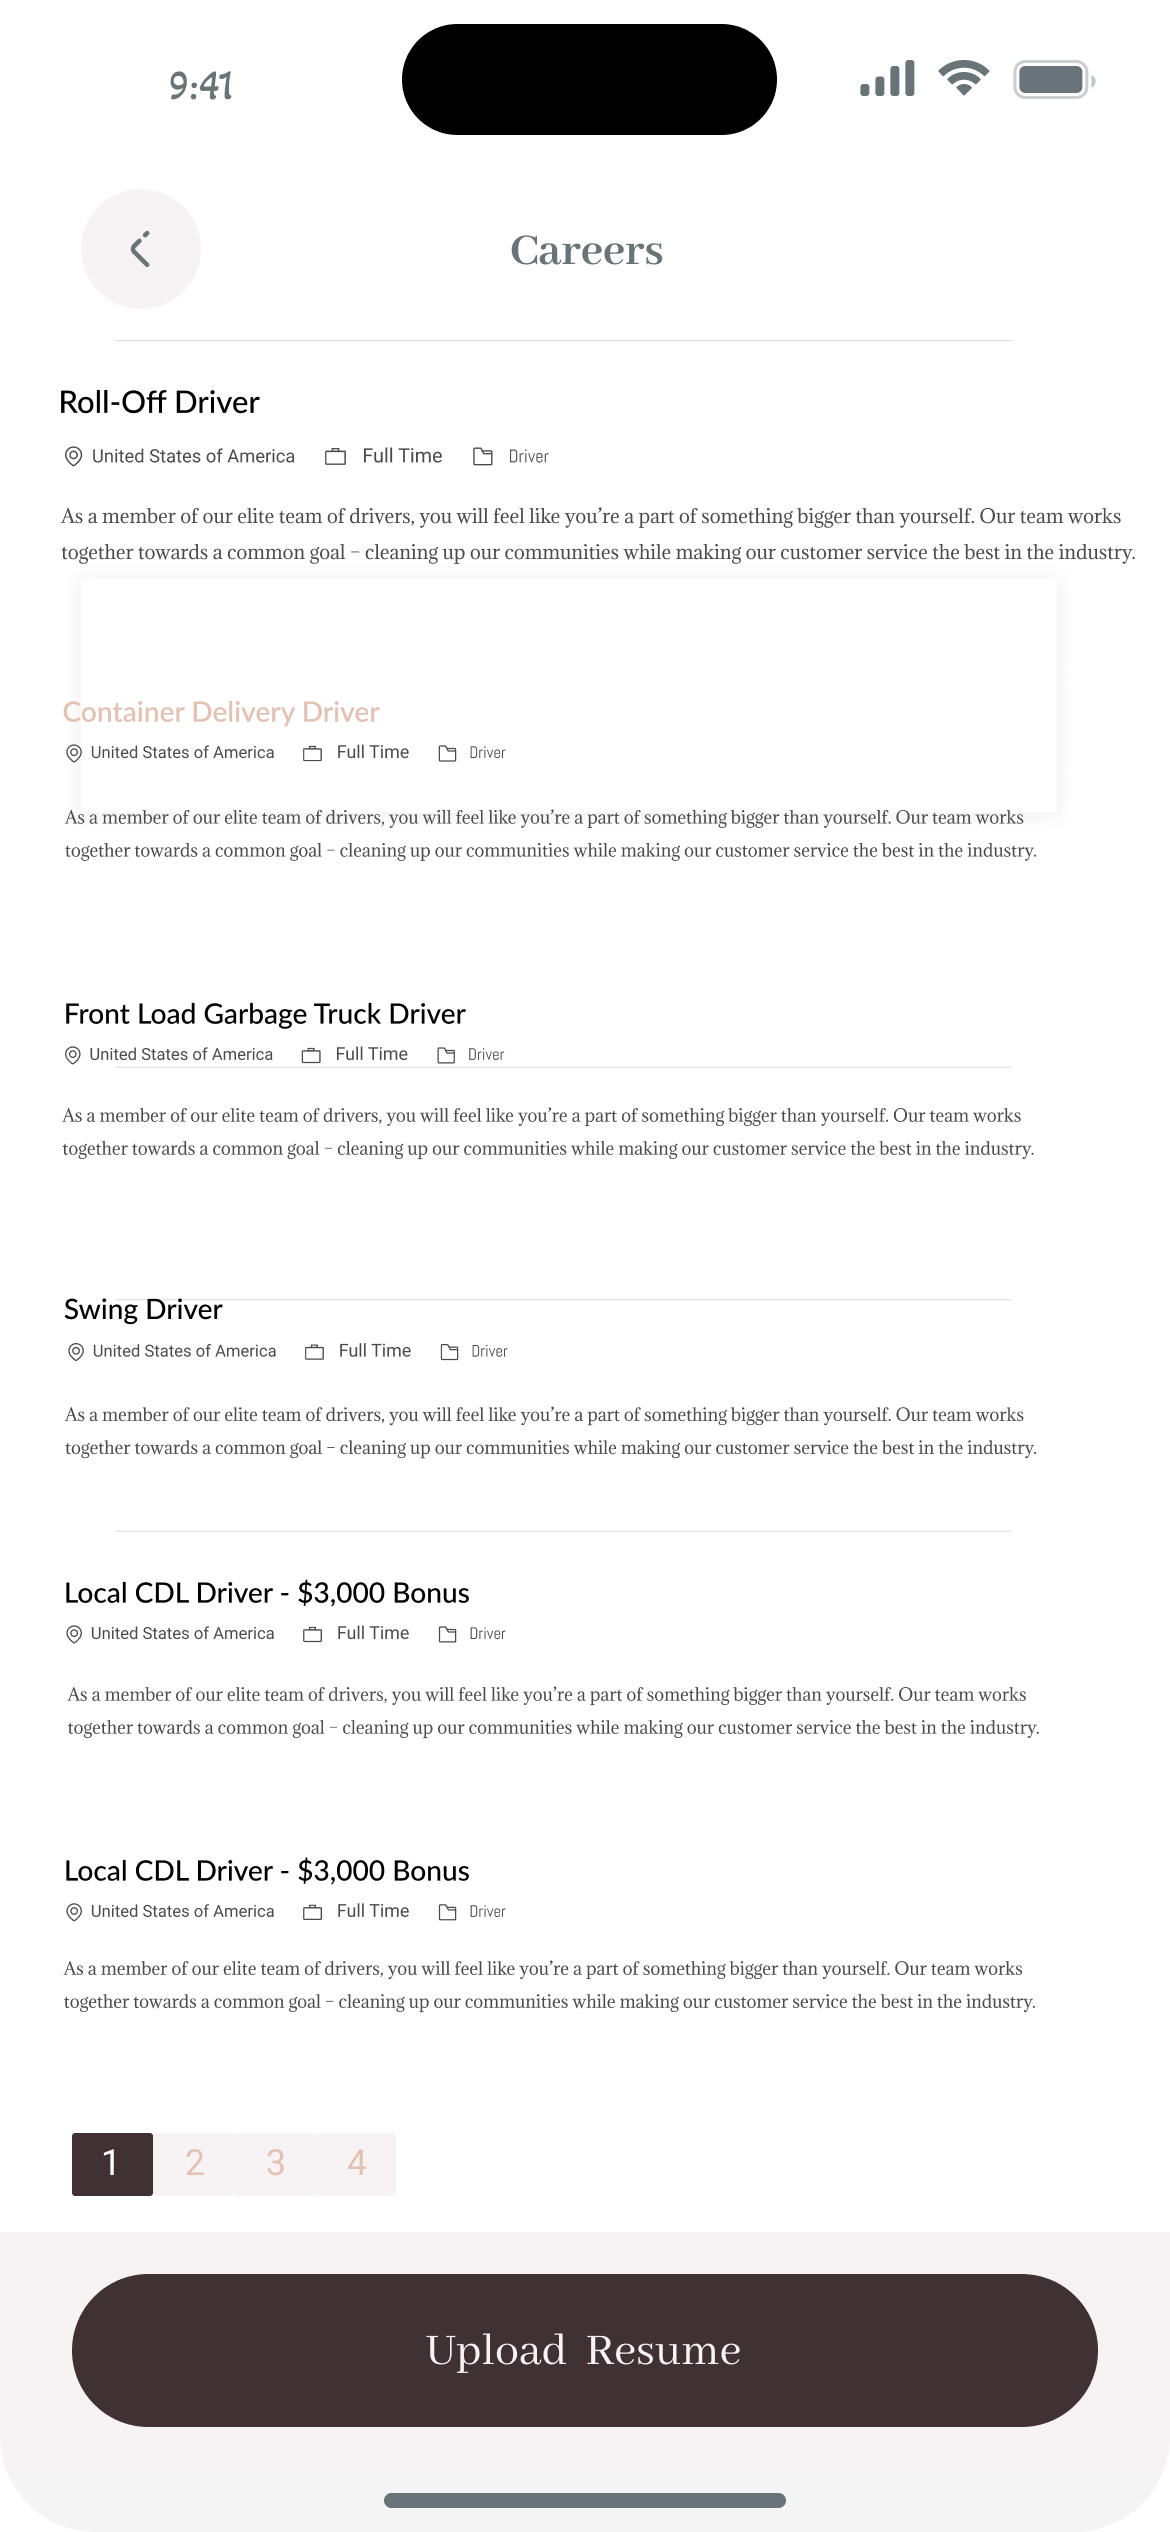 9:41
Careers
Roll-Off Driver
United States of America Full Time Driver
As a member of our elite team of drivers, you will feel like you’re a part of something bigger than yourself. Our team works
together towards a common goal – cleaning up our communities while making our customer service the best in the industry.
Container Delivery Driver
United States of America Full Time Driver
As a member of our elite team of drivers, you will feel like you’re a part of something bigger than yourself. Our team works
together towards a common goal – cleaning up our communities while making our customer service the best in the industry.
Front Load Garbage Truck Driver
United States of America Full Time Driver
As a member of our elite team of drivers, you will feel like you’re a part of something bigger than yourself. Our team works
together towards a common goal – cleaning up our communities while making our customer service the best in the industry.
Swing Driver
United States of America Full Time Driver
As a member of our elite team of drivers, you will feel like you’re a part of something bigger than yourself. Our team works
together towards a common goal – cleaning up our communities while making our customer service the best in the industry.
Local CDL Driver - $3,000 Bonus
United States of America Full Time Driver
As a member of our elite team of drivers, you will feel like you’re a part of something bigger than yourself. Our team works
together towards a common goal – cleaning up our communities while making our customer service the best in the industry.
Local CDL Driver - $3,000 Bonus
United States of America Full Time Driver
As a member of our elite team of drivers, you will feel like you’re a part of something bigger than yourself. Our team works
together towards a common goal – cleaning up our communities while making our customer service the best in the industry.
1 2 3 4
Upload Resume